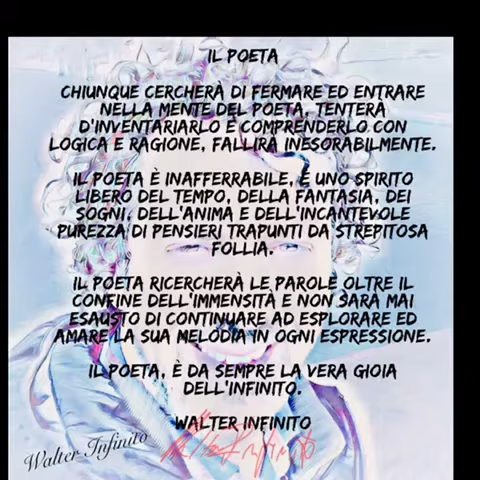 IL POETA
CHIUNQUE CERCHERÀ DI FERMARE ED ENTRARE
NELLA MENTE DEL POETA, TENTERÀ
D'INVENTARIARLO E COMPRENDERLO CON
LOGICA E RAGIONE, FALLIRÀ INESORABILMENTE.
IL POETA È INAFFERRABILE, È UNO SPIRITO
LIBERO DEL TEMPO, DELLA FANTASIA, DEI
SOGNI, DELL'ANIMA E DELL'INCANTEVOLE
PUREZZA DI PENSIERI TRAPUNTI DA STREPITOSA
FOLLIA.
IL POETA RICERCHERÀ LE PAROLE OLTRE IL
CONFINE DELL'IMMENSITÀ E NON SARÀ MAI
ESAUSTO DI CONTINUARE AD ESPLORARE ED
AMARE LA SUA MELODIA IN OGNI ESPRESSIONE.
IL POETA, È DA SEMPRE LA VERA GIOIA
DELL'INFINITO.
WALTER INFINITO
Walter Infinito
Infinito